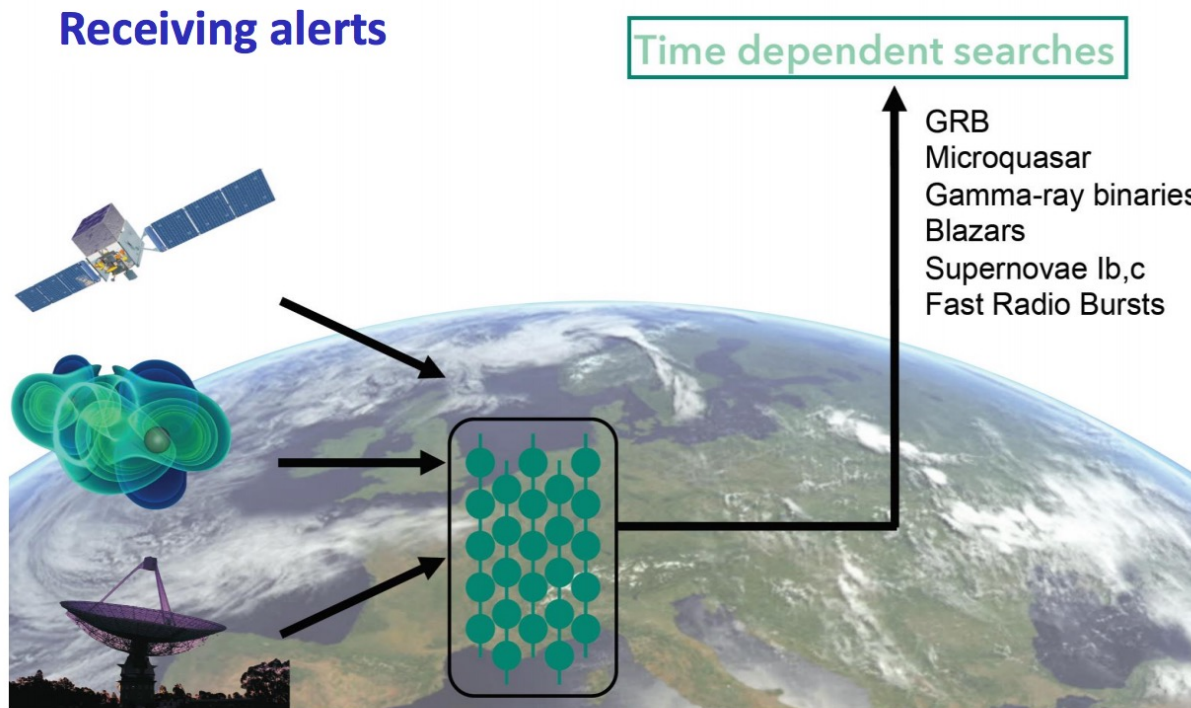 Receiving alerts
Time dependent searches
GRB
Microquasar
Gamma-ray binaries
Blazars
Supernovae Ib,c
Fast Radio Bursts